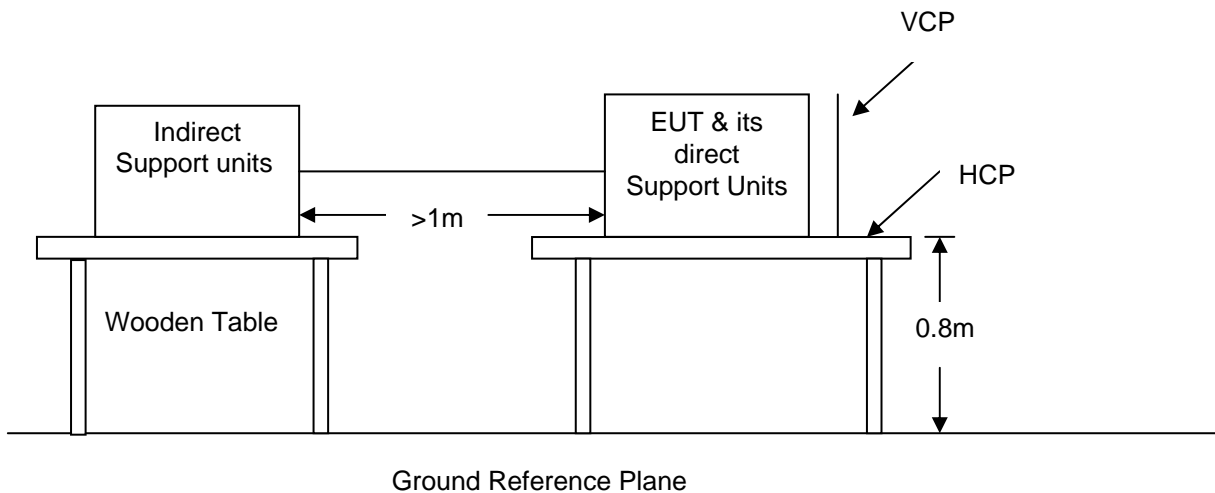 VCP
Indirect
Support units
EUT & its
direct
Support Units
HCP
>1m
Wooden Table
0.8m
Ground Reference Plane